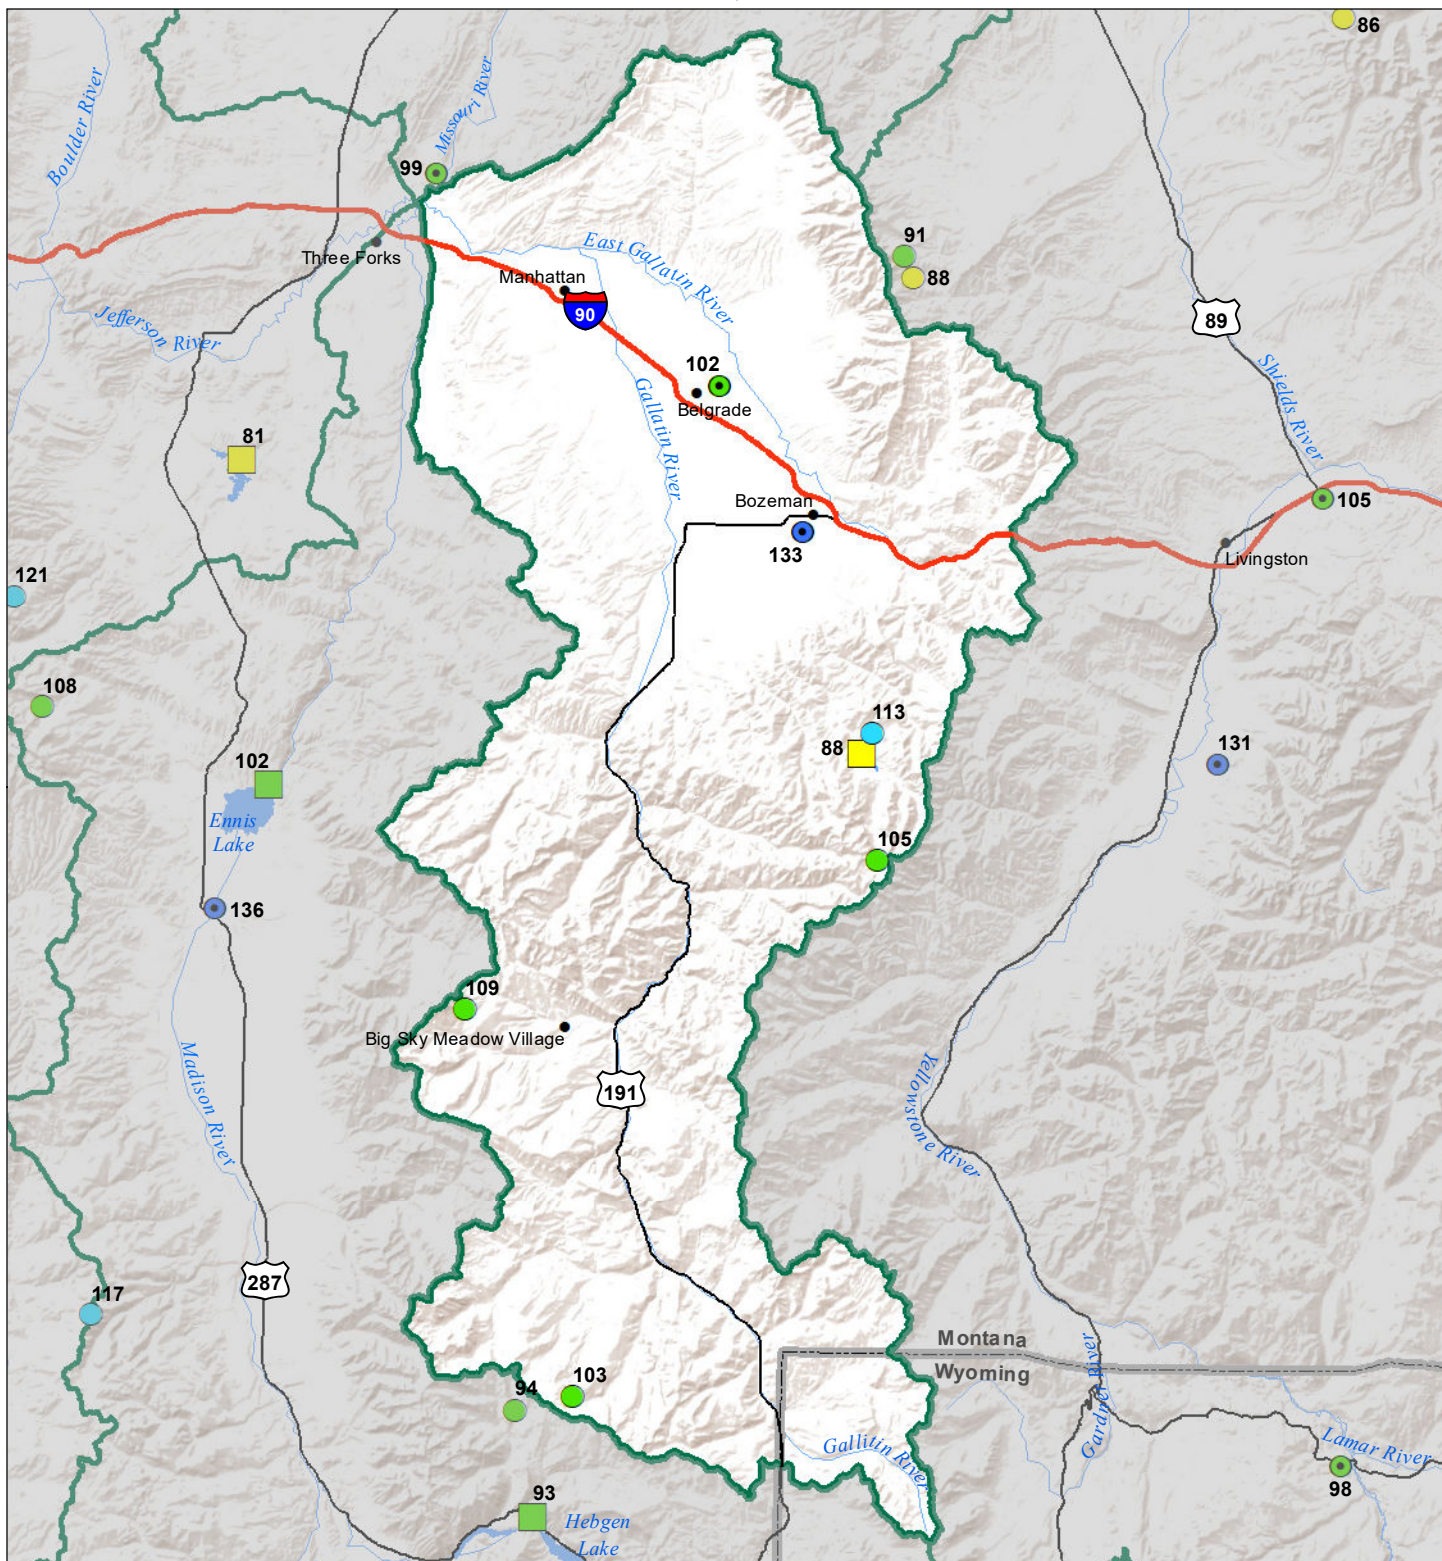 86
Boulder River
Missouri River
99
91
88
East Gallatin River
Three Forks
Manhattan
90
89
Jefferson River
Shields River
102
Gallatin River
Belgrade
81
Bozeman
105
133
Livingston
121
108
113
88
102
131
Ennis
Lake
105
136
109
Big Sky Meadow Village
Madison River
191
Yellowstone River
287
117
Montana
Wyoming
Gardner River
103
94
Gallitin River
Lamar River
98
93
Hebgen
Lake